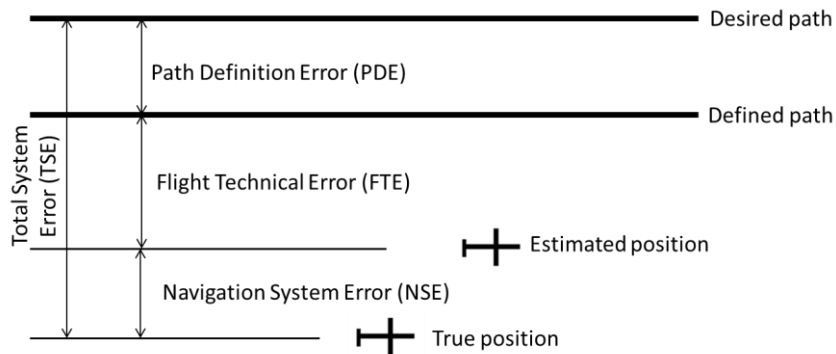 Desired path
Path Definition Error (PDE)
Defined path
Total System
Error (TSE)
Flight Technical Error (FTE)
Estimated position
Navigation System Error (NSE)
True position